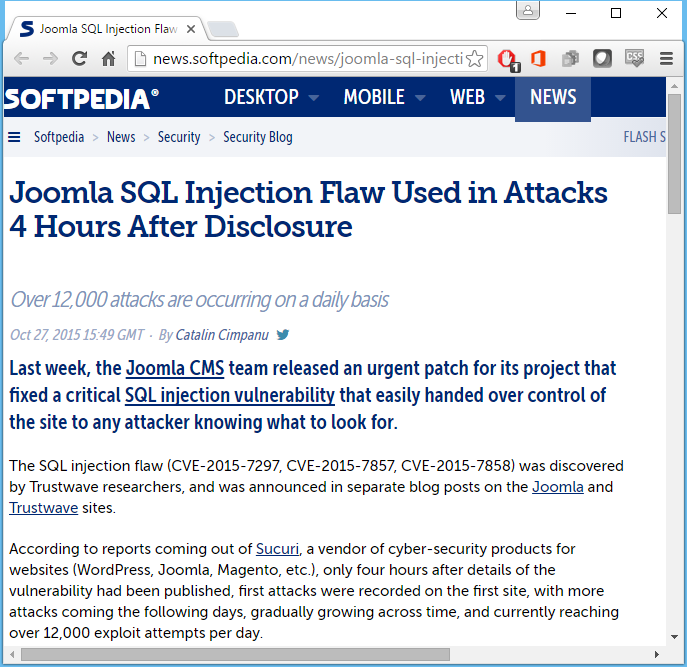 Joomla SQL Injection Flaw
news.softpedia.com/news/joomla-sql-injecti
1
CSS
SOFTPEDIA®
DESKTOP MOBILE WEB NEWS
Softpedia > News > Security > Security Blog FLASH S
Joomla SQL Injection Flaw Used in Attacks
4 Hours After Disclosure
Over 12,000 attacks are occurring on a daily basis
Oct 27, 2015 15:49 GMT · By Catalin Cimpanu
Last week, the Joomla CMS team released an urgent patch for its project that
fixed a critical SQL injection vulnerability that easily handed over control of
the site to any attacker knowing what to look for.
The SQL injection flaw (CVE-2015-7297, CVE-2015-7857, CVE-2015-7858) was discovered
by Trustwave researchers, and was announced in separate blog posts on the Joomla and
Trustwave sites.
According to reports coming out of Sucuri, a vendor of cyber-security products for
websites (WordPress, Joomla, Magento, etc.), only four hours after details of the
vulnerability had been published, first attacks were recorded on the first site, with more
attacks coming the following days, gradually growing across time, and currently reaching
over 12,000 exploit attempts per day.